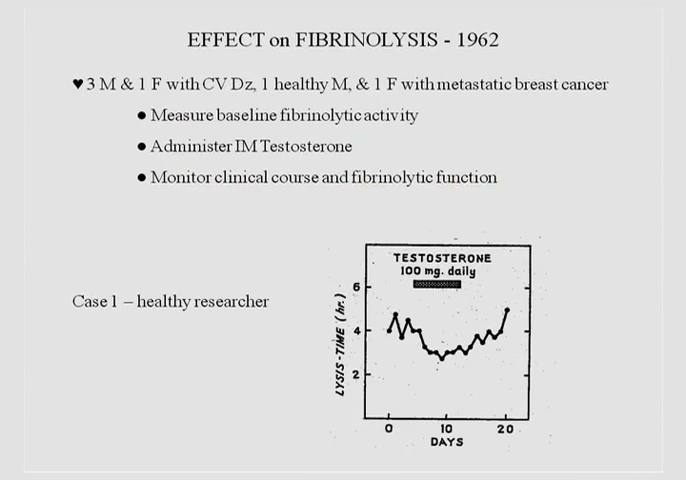 EFFECT on FIBRINOLYSIS - 1962
♥ 3 M & 1 F with CV Dz, 1 healthy M, & 1 F with metastatic breast cancer
● Measure baseline fibrinolytic activity
● Administer IM Testosterone
● Monitor clinical course and fibrinolytic function
Case 1 – healthy researcher
TESTOSTERONE
100 mg. daily
LYSIS-TIME (hr.)
6
4
2
0 10 20
DAYS